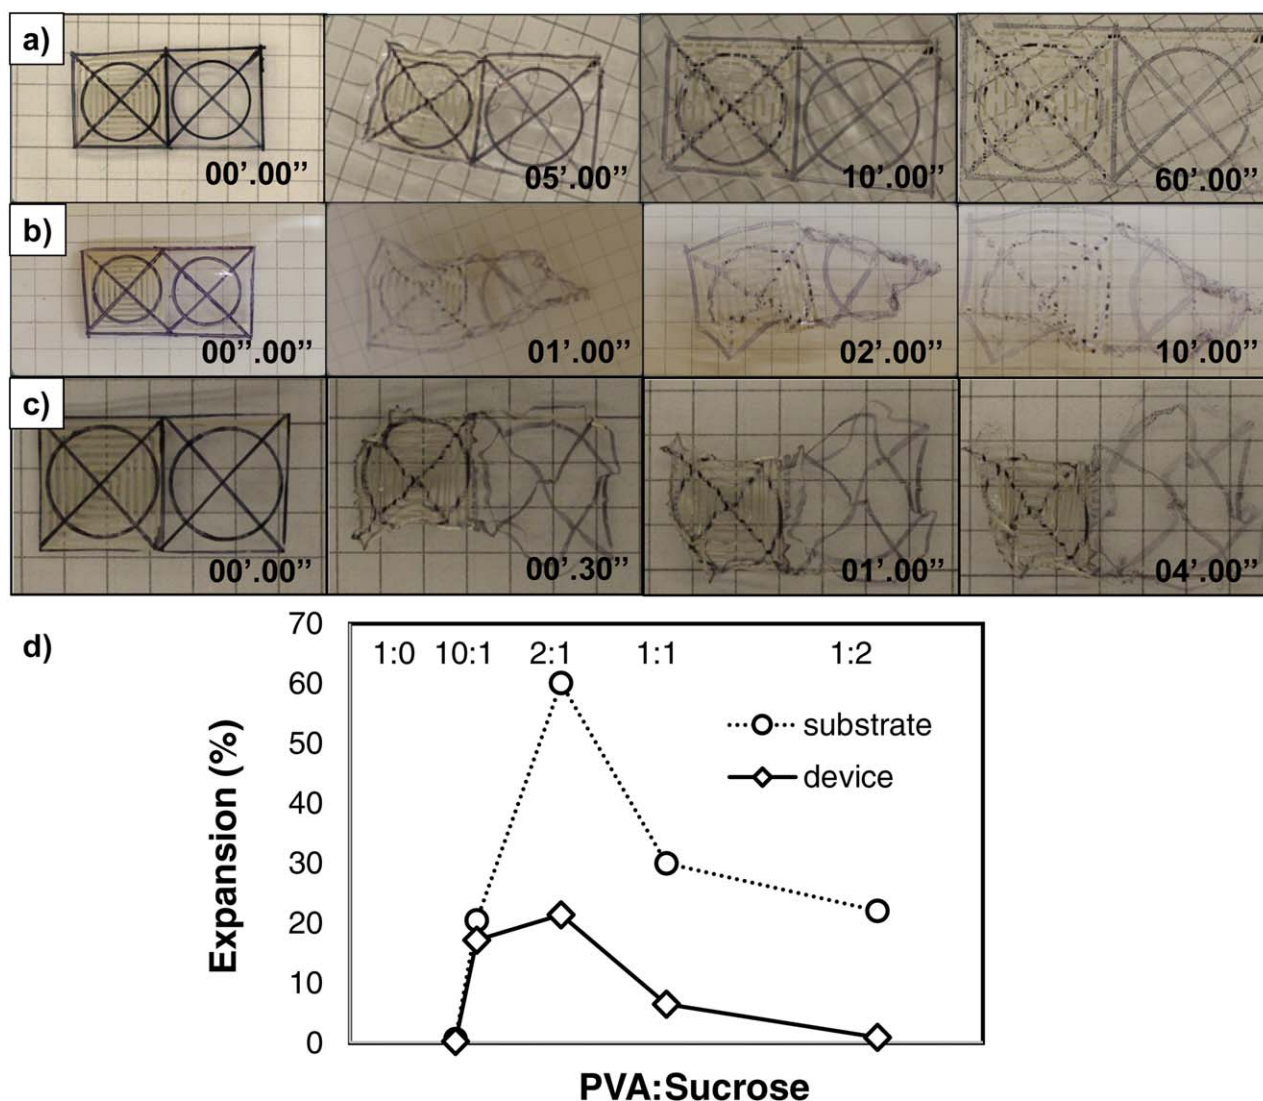 a)
00’.00”
05’.00”
10’.00”
60’.00”
b)
00”.00”
01’.00”
02’.00”
10’.00”
c)
00’.00”
00’.30”
01’.00”
04’.00”
d)
70
60
50
40
30
20
10
0
Expansion (%)
1:0 10:1 2:1 1:1 1:2
substrate
device
PVA:Sucrose